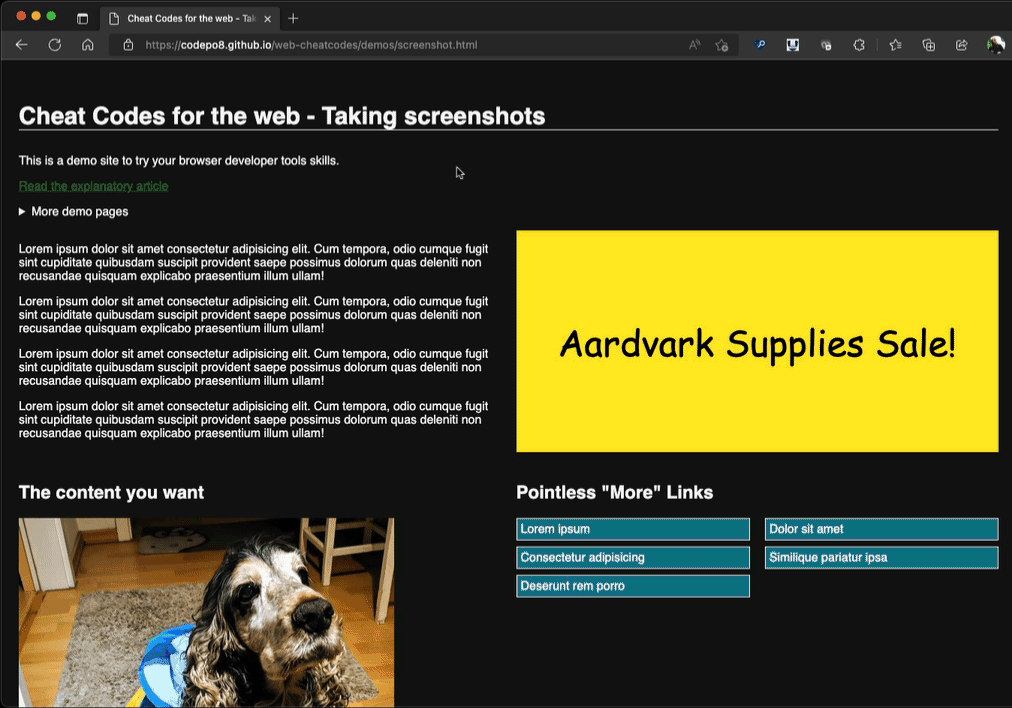 Cheat Codes for the web - Tak
https://codepo8.github.io/web-cheatcodes/demos/screenshot.html
Cheat Codes for the web - Taking screenshots
This is a demo site to try your browser developer tools skills.
Read the explanatory article
More demo pages
Lorem ipsum dolor sit amet consectetur adipisicing elit. Cum tempora, odio cumque fugit
sint cupiditate quibusdam suscipit provident saepe possimus dolorum quas deleniti non
recusandae quisquam explicabo praesentium illum ullam!
Lorem ipsum dolor sit amet consectetur adipisicing elit. Cum tempora, odio cumque fugit
sint cupiditate quibusdam suscipit provident saepe possimus dolorum quas deleniti non
recusandae quisquam explicabo praesentium illum ullam!
Lorem ipsum dolor sit amet consectetur adipisicing elit. Cum tempora, odio cumque fugit
sint cupiditate quibusdam suscipit provident saepe possimus dolorum quas deleniti non
recusandae quisquam explicabo praesentium illum ullam!
Lorem ipsum dolor sit amet consectetur adipisicing elit. Cum tempora, odio cumque fugit
sint cupiditate quibusdam suscipit provident saepe possimus dolorum quas deleniti non
recusandae quisquam explicabo praesentium illum ullam!
Aardvark Supplies Sale!
The content you want
Pointless "More" Links
Lorem ipsum
Dolor sit amet
Consectetur adipisicing
Similique pariatur ipsa
Deserunt rem porro